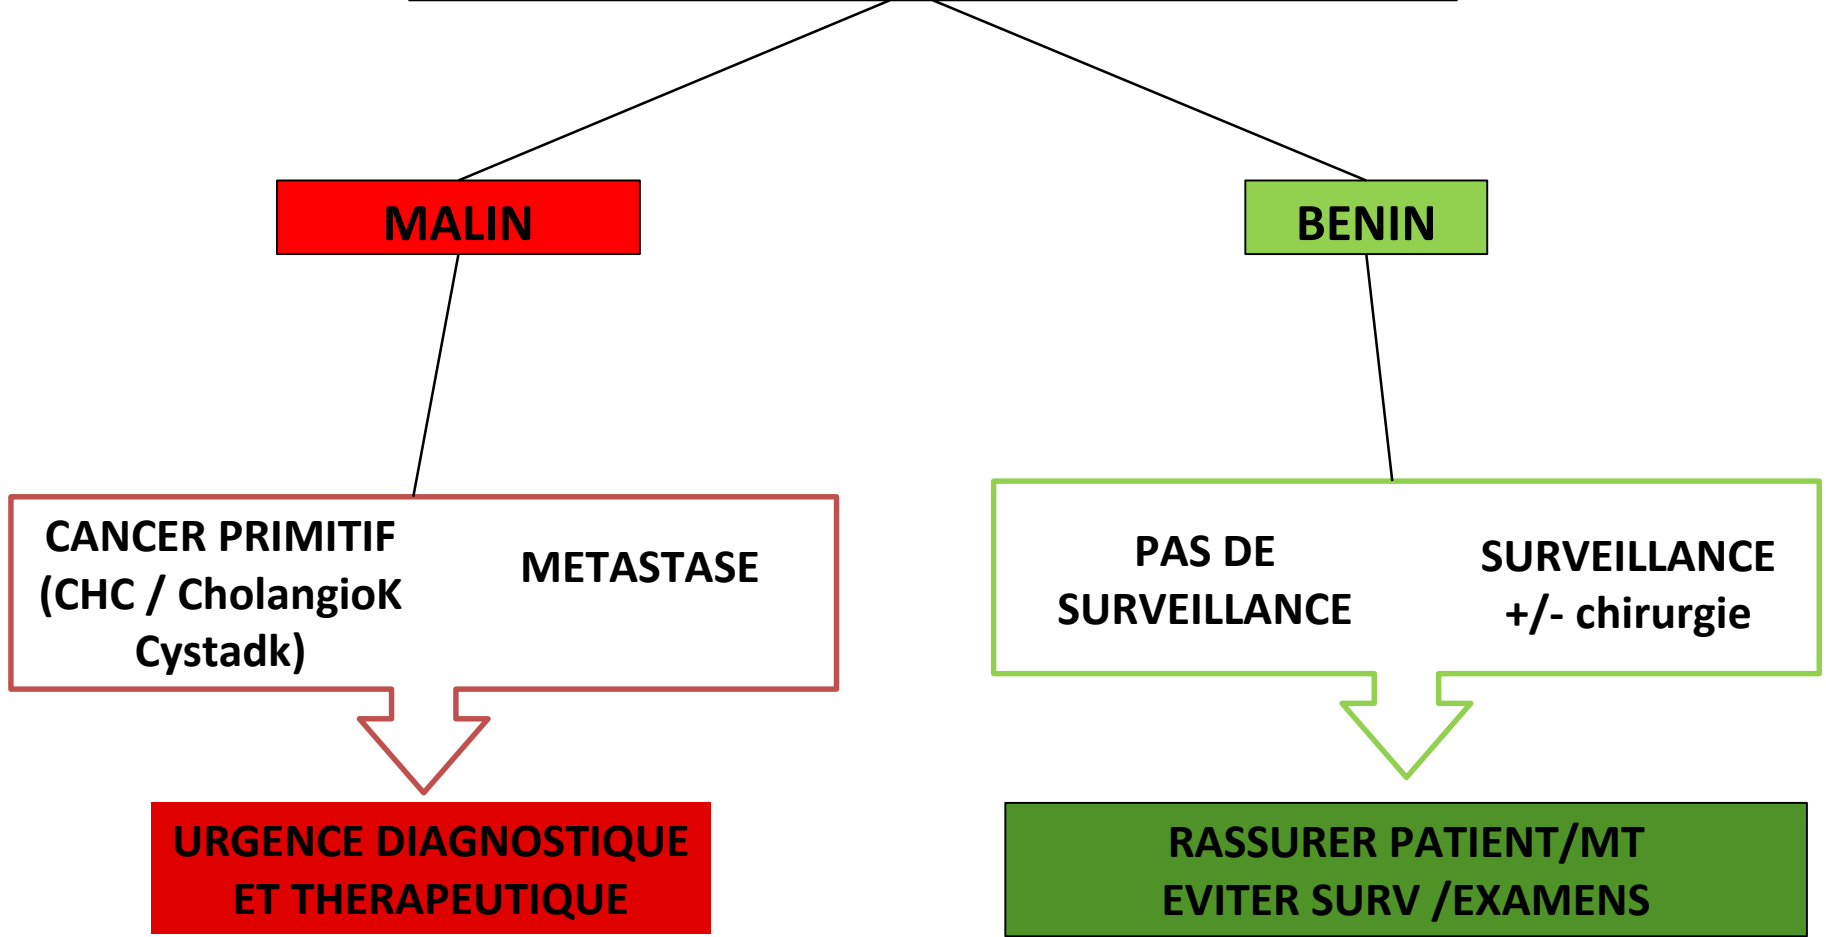 MALIN
BENIN
CANCER PRIMITIF
(CHC / CholangioK
Cystadk)
METASTASE
PAS DE
SURVEILLANCE
SURVEILLANCE
+/- chirurgie
URGENCE DIAGNOSTIQUE
ET THERAPEUTIQUE
RASSURER PATIENT/MT
EVITER SURV /EXAMENS